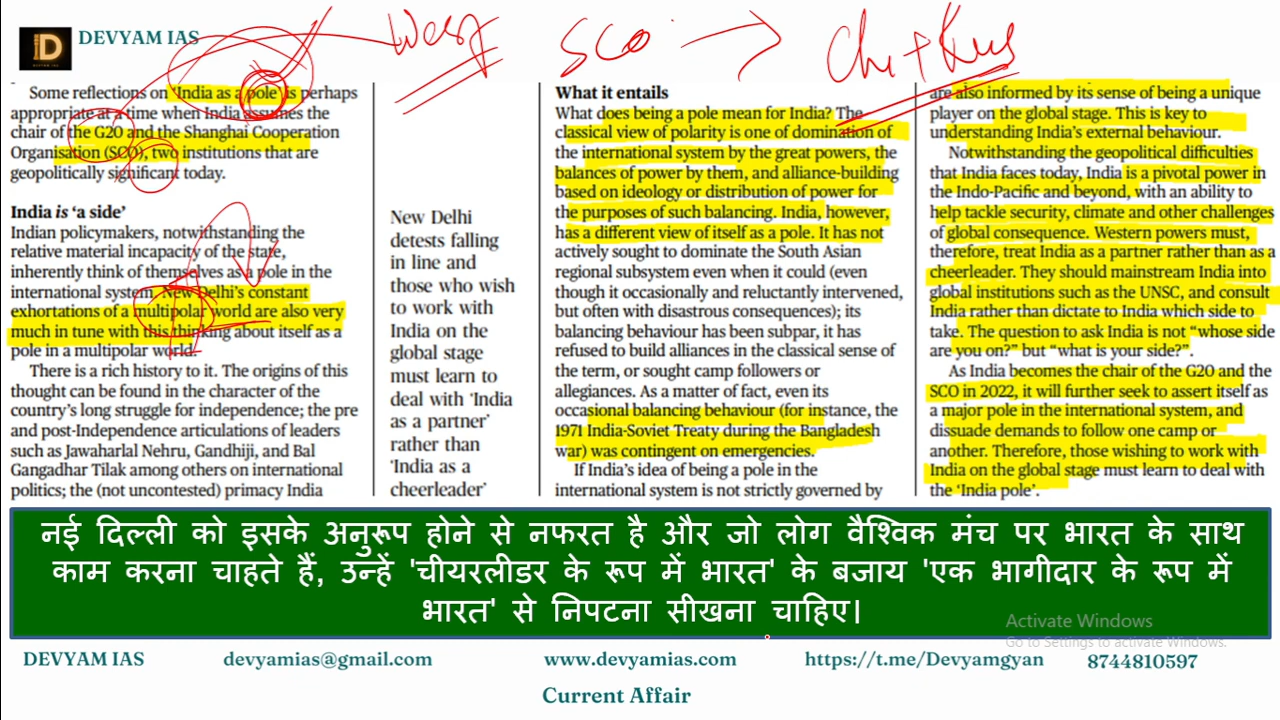 DEVYAM IAS
West
SCO
Chi + Rus
Some reflections on 'India as a pole' is perhaps
appropriate at a time when India assumes the
chair of the G20 and the Shanghai Cooperation
Organisation (SCO), two institutions that are
geopolitically significant today.
India is 'a side'
Indian policymakers, notwithstanding the
relative material incapacity of the state,
inherently think of themselves as a pole in the
international system. New Delhi's constant
exhortations of a multipolar world are also very
much in tune with this thinking about itself as a
pole in a multipolar world.
There is a rich history to it. The origins of this
thought can be found in the character of the
country's long struggle for independence; the pre
and post-Independence articulations of leaders
such as Jawaharlal Nehru, Gandhiji, and Bal
Gangadhar Tilak among others on international
politics; the (not uncontested) primacy India
New Delhi
detests falling
in line and
those who wish
to work with
India on the
global stage
must learn to
deal with 'India
as a partner'
rather than
'India as a
cheerleader'
What it entails
What does being a pole mean for India? The
classical view of polarity is one of domination of
the international system by the great powers, the
balances of power by them, and alliance-building
based on ideology or distribution of power for
the purposes of such balancing. India, however,
has a different view of itself as a pole. It has not
actively sought to dominate the South Asian
regional subsystem even when it could (even
though it occasionally and reluctantly intervened,
but often with disastrous consequences); its
balancing behaviour has been subpar, it has
refused to build alliances in the classical sense of
the term, or sought camp followers or
allegiances. As a matter of fact, even its
occasional balancing behaviour (for instance, the
1971 India-Soviet Treaty during the Bangladesh
war) was contingent on emergencies.
If India's idea of being a pole in the
international system is not strictly governed by
are also informed by its sense of being a unique
player on the global stage. This is key to
understanding India's external behaviour.
Notwithstanding the geopolitical difficulties
that India faces today, India is a pivotal power in
the Indo-Pacific and beyond, with an ability to
help tackle security, climate and other challenges
of global consequence. Western powers must,
therefore, treat India as a partner rather than as a
cheerleader. They should mainstream India into
global institutions such as the UNSC, and consult
India rather than dictate to India which side to
take. The question to ask India is not "whose side
are you on?" but "what is your side?".
As India becomes the chair of the G20 and the
SCO in 2022, it will further seek to assert itself as
a major pole in the international system, and
dissuade demands to follow one camp or
another. Therefore, those wishing to work with
India on the global stage must learn to deal with
the 'India pole'.
नई दिल्ली को इसके अनुरूप होने से नफरत है और जो लोग वैश्विक मंच पर भारत के साथ
काम करना चाहते हैं, उन्हें 'चीयरलीडर के रूप में भारत' के बजाय 'एक भागीदार के रूप में
भारत' से निपटना सीखना चाहिए।
Activate Windows
Go to Settings to activate Windows.
DEVYAM IAS devyamias@gmail.com www.devyamias.com https://t.me/Devyamgyan 8744810597
Current Affair